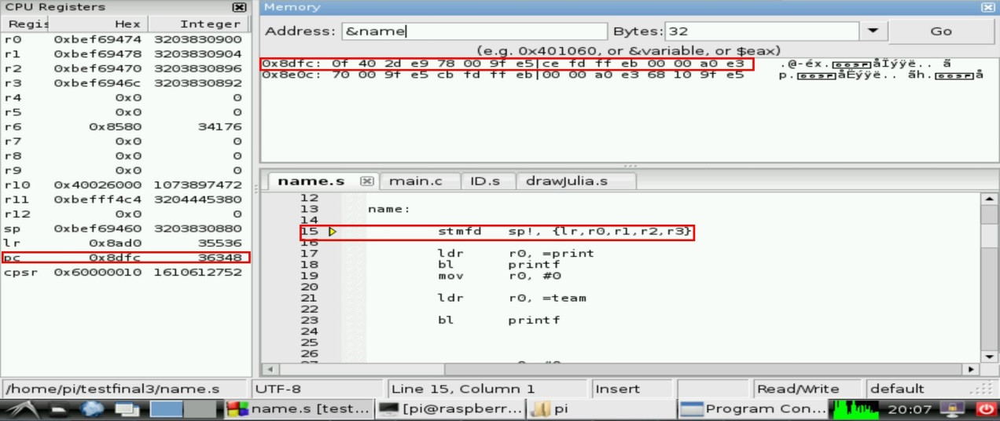 CPU Registers
Regis Hex Integer
r0 0xbef69474 3203830900
r1 0xbef69478 3203830904
r2 0xbef69470 3203830896
r3 0xbef6946c 3203830892
r4 0x0 0
r5 0x0 0
r6 0x8580 34176
r7 0x0 0
r8 0x0 0
r9 0x0 0
r10 0x40026000 1073897472
r11 0xbefff4c4 3204445380
r12 0x0 0
sp 0xbef69460 3203830880
lr 0x8ad0 35536
pc 0x8dfc 36348
cpsr 0x60000010 1610612752
Memory
Address: &name Bytes: 32 Go
(e.g. 0x401060, or &variable, or $eax)
0x8dfc: 0f 40 2d e9 78 00 9f e5|ce fd ff eb 00 00 a0 e3 .@-éx. åÎýÿë.. ã
0x8e0c: 70 00 9f e5 cb fd ff eb|00 00 a0 e3 68 10 9f e5 p. åËýÿë.. ãh. å
name.s main.c ID.s drawJulia.s
12
13 name:
14
15 stmfd sp!, {lr,r0,r1,r2,r3}
16
17 ldr r0, =print
18 bl printf
19 mov r0, #0
20
21 ldr r0, =team
22
23 bl printf
24
25
26
/home/pi/testfinal3/name.s UTF-8 Line 15, Column 1 Insert Read/Write default
name.s [test... [pi@raspberr... pi Program Con... 20:07